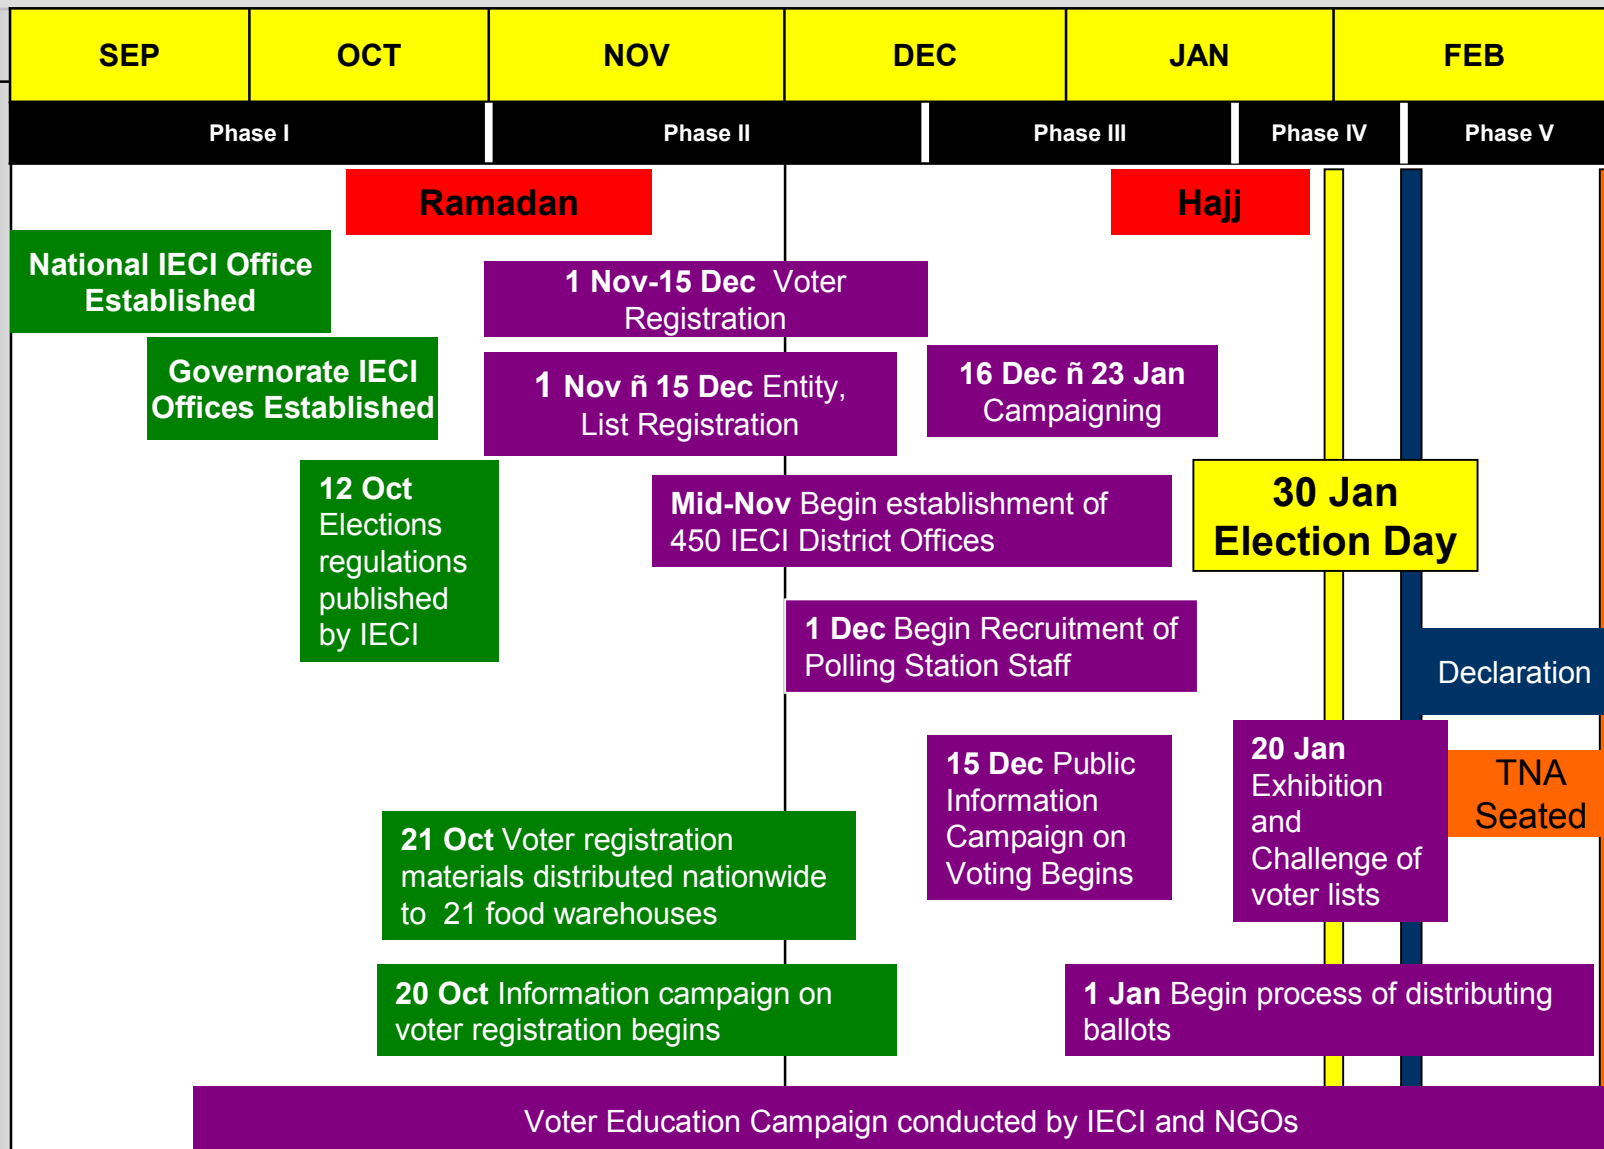 SEP OCT NOV DEC JAN FEB
Phase I Phase II Phase III Phase IV Phase V
Ramadan
Hajj
National IECI Office
Established
1 Nov-15 Dec  Voter
Registration
Governorate IECI
Offices Established
1 Nov ñ 15 Dec Entity,
List Registration
16 Dec ñ 23 Jan
Campaigning
12 Oct
Elections
regulations
published
by IECI
Mid-Nov Begin establishment of
450 IECI District Offices
30 Jan
Election Day
1 Dec Begin Recruitment of
Polling Station Staff
Declaration
15 Dec Public
Information
Campaign on
Voting Begins
20 Jan
Exhibition
and
Challenge of
voter lists
TNA
Seated
21 Oct Voter registration
materials distributed nationwide
to  21 food warehouses
20 Oct Information campaign on
voter registration begins
1 Jan Begin process of distributing
ballots
Voter Education Campaign conducted by IECI and NGOs